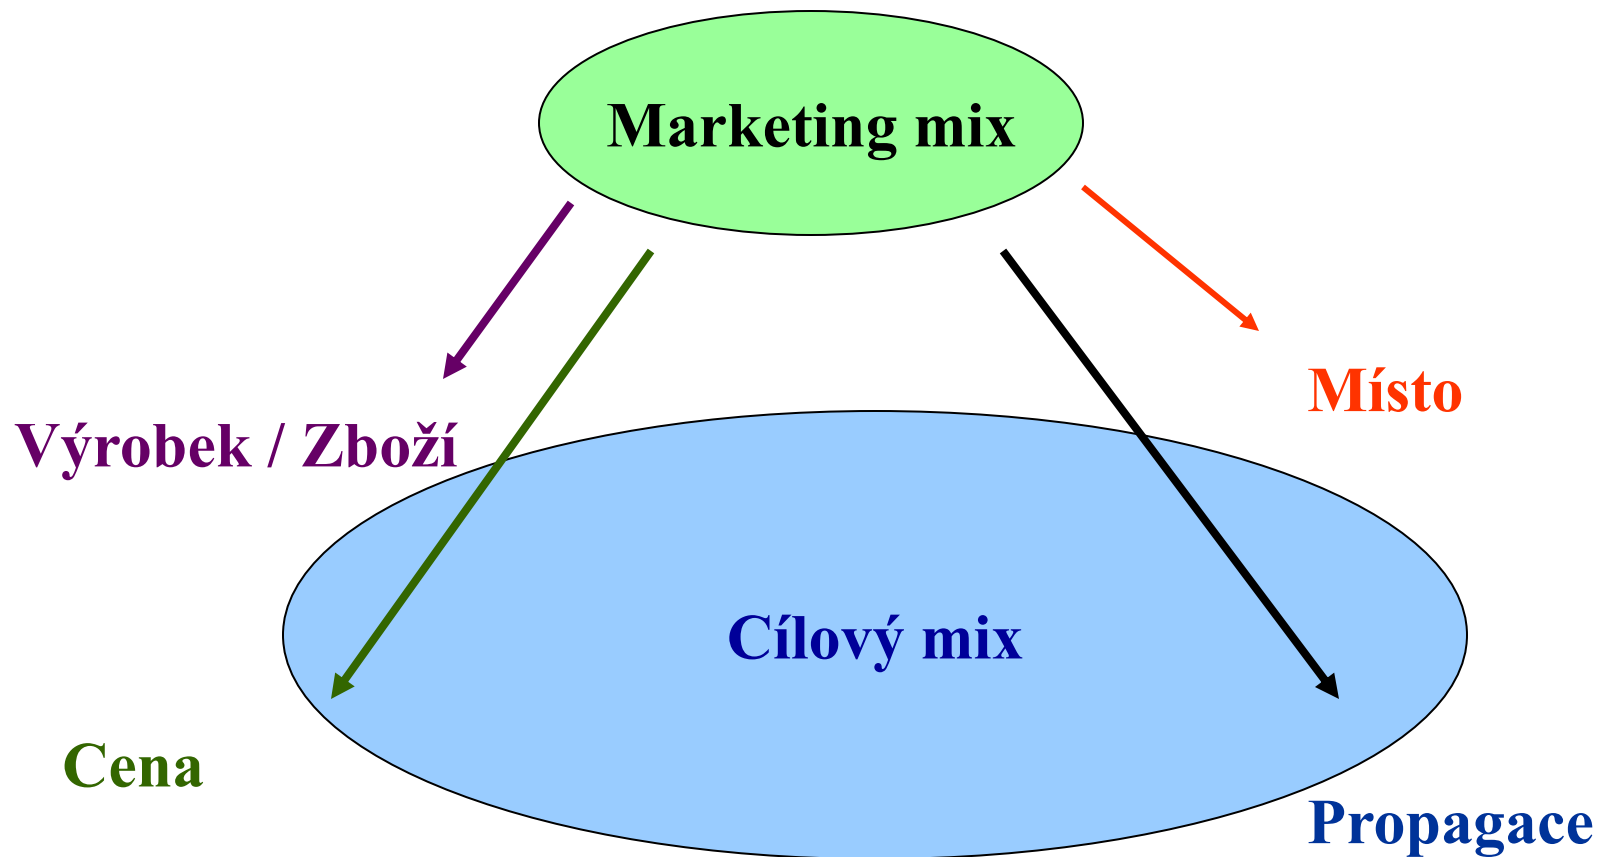 Marketing mix
Místo
Výrobek / Zboží
Cílový mix
Cena
Propagace